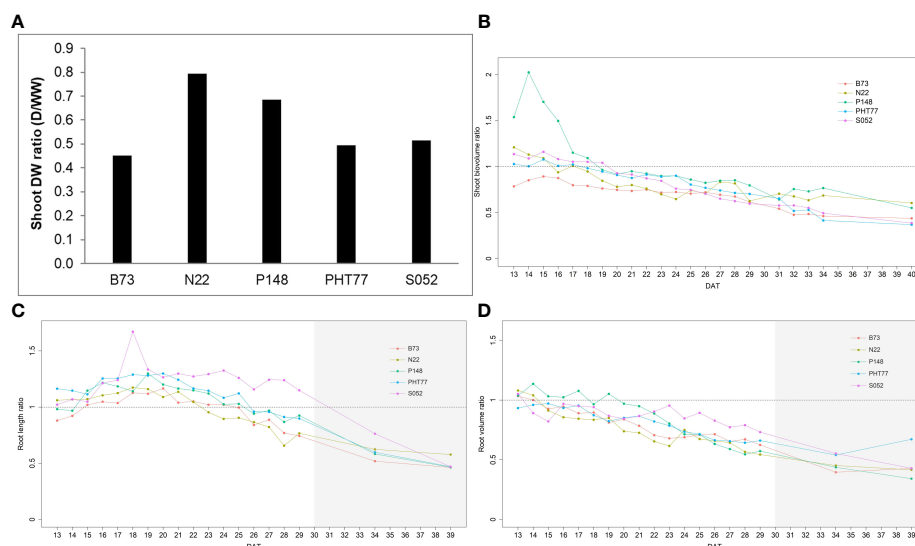 A
Shoot DW ratio (D/WW)
0.9
0.8
0.7
0.6
0.5
0.4
0.3
0.2
0.1
0.0
B73 N22 P148 PHT77 S052
B
Shoot biovolume ratio
2
1.5
1
0.5
0
B73
N22
P148
PHT77
S052
13 14 15 16 17 18 19 20 21 22 23 24 25 26 27 28 29 30 31 32 33 34 35 36 37 38 39 40
DAT
C
Root length ratio
1.5
1
0.5
0
B73
N22
P148
PHT77
S052
13 14 15 16 17 18 19 20 21 22 23 24 25 26 27 28 29 30 31 32 33 34 35 36 37 38 39
DAT
D
Root volume ratio
1.5
1
0.5
0
B73
N22
P148
PHT77
S052
13 14 15 16 17 18 19 20 21 22 23 24 25 26 27 28 29 30 31 32 33 34 35 36 37 38 39
DAT